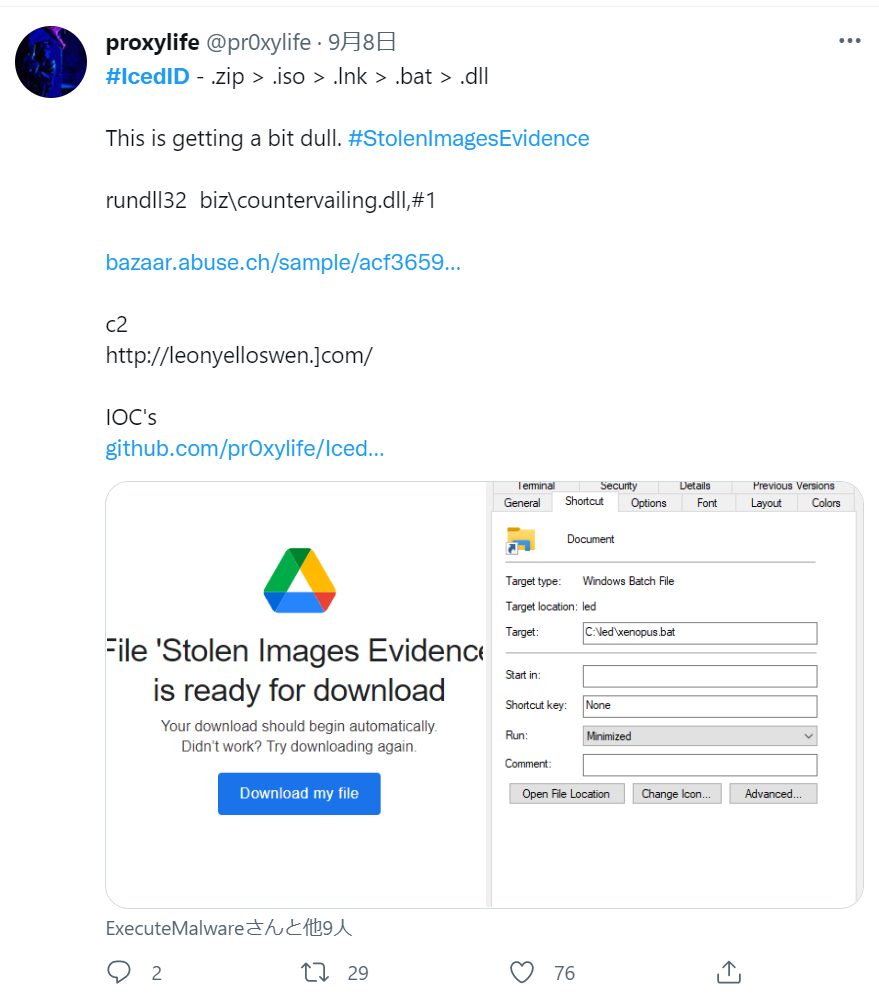 proxylife @pr0xylife · 9月8日
#IcedID - .zip > .iso > .lnk > .bat > .dll
This is getting a bit dull. #StolenImagesEvidence
rundll32  biz\countervailing.dll,#1
bazaar.abuse.ch/sample/acf3659...
c2
http://leonyelloswen.]com/
IOC's
github.com/pr0xylife/Iced...
File 'Stolen Images Evidence
is ready for download
Your download should begin automatically.
Didn't work? Try downloading again.
Download my file
Terminal Security Details Previous Versions
General Shortcut Options Font Layout Colors
Document
Target type: Windows Batch File
Target location: led
Target: C:\led\xenopus.bat
Start in:
Shortcut key: None
Run: Minimized
Comment:
Open File Location Change Icon... Advanced...
ExecuteMalwareさんと他9人
2 29 76